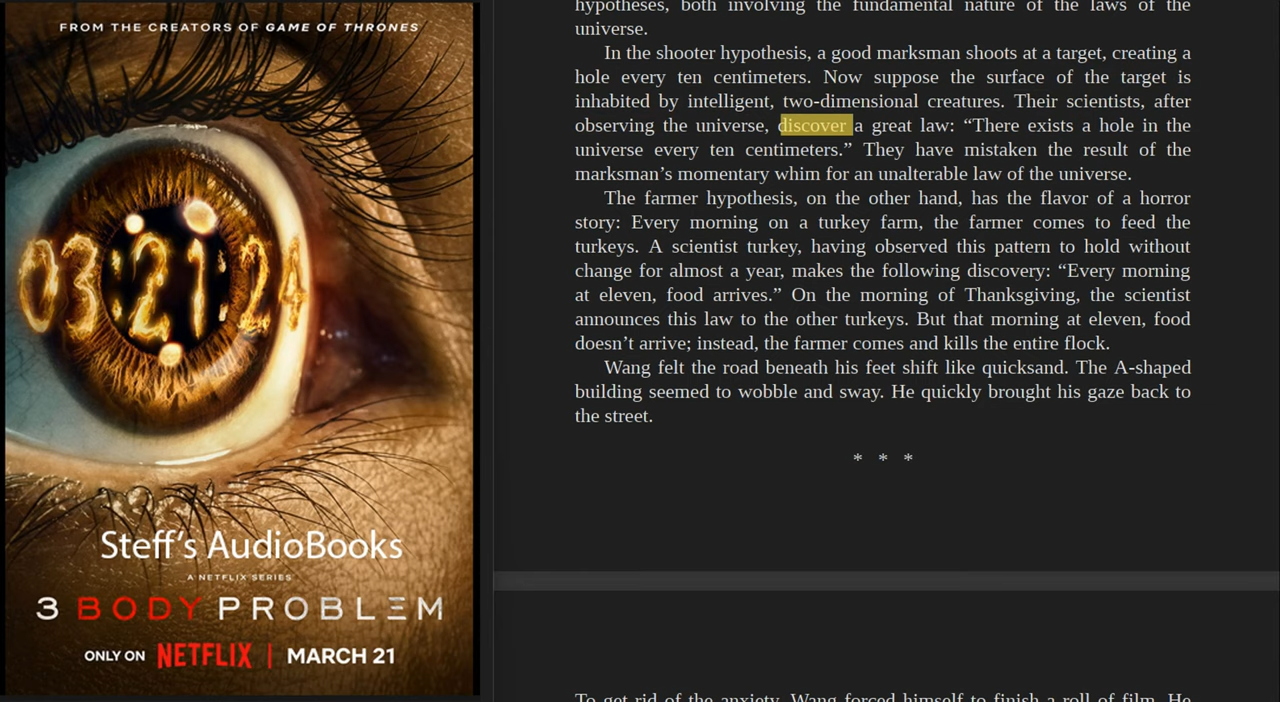 FROM THE CREATORS OF GAME OF THRONES
03:21:24
Steff's AudioBooks
A NETFLIX SERIES
3 BODY PROBLEM
ONLY ON NETFLIX | MARCH 21
hypotheses, both involving the fundamental nature of the laws of the
universe.
In the shooter hypothesis, a good marksman shoots at a target, creating a
hole every ten centimeters. Now suppose the surface of the target is
inhabited by intelligent, two-dimensional creatures. Their scientists, after
observing the universe, discover a great law: “There exists a hole in the
universe every ten centimeters.” They have mistaken the result of the
marksman’s momentary whim for an unalterable law of the universe.
The farmer hypothesis, on the other hand, has the flavor of a horror
story: Every morning on a turkey farm, the farmer comes to feed the
turkeys. A scientist turkey, having observed this pattern to hold without
change for almost a year, makes the following discovery: “Every morning
at eleven, food arrives.” On the morning of Thanksgiving, the scientist
announces this law to the other turkeys. But that morning at eleven, food
doesn’t arrive; instead, the farmer comes and kills the entire flock.
Wang felt the road beneath his feet shift like quicksand. The A-shaped
building seemed to wobble and sway. He quickly brought his gaze back to
the street.
* * *
To get rid of the anxiety, Wang forced himself to finish a roll of film. He